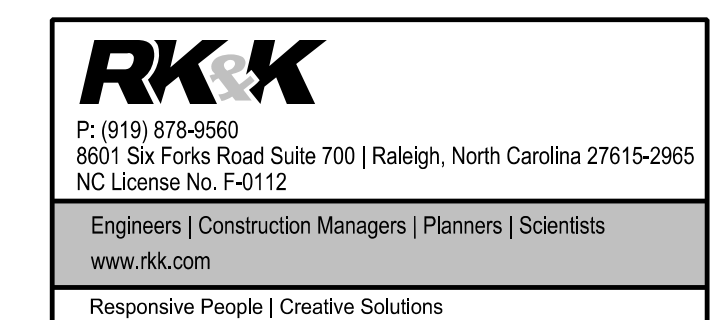 RK&K
P: (919) 878-9560
8601 Six Forks Road Suite 700 | Raleigh, North Carolina 27615-2965
NC License No. F-0112
Engineers | Construction Managers | Planners | Scientists
www.rkk.com
Responsive People | Creative Solutions